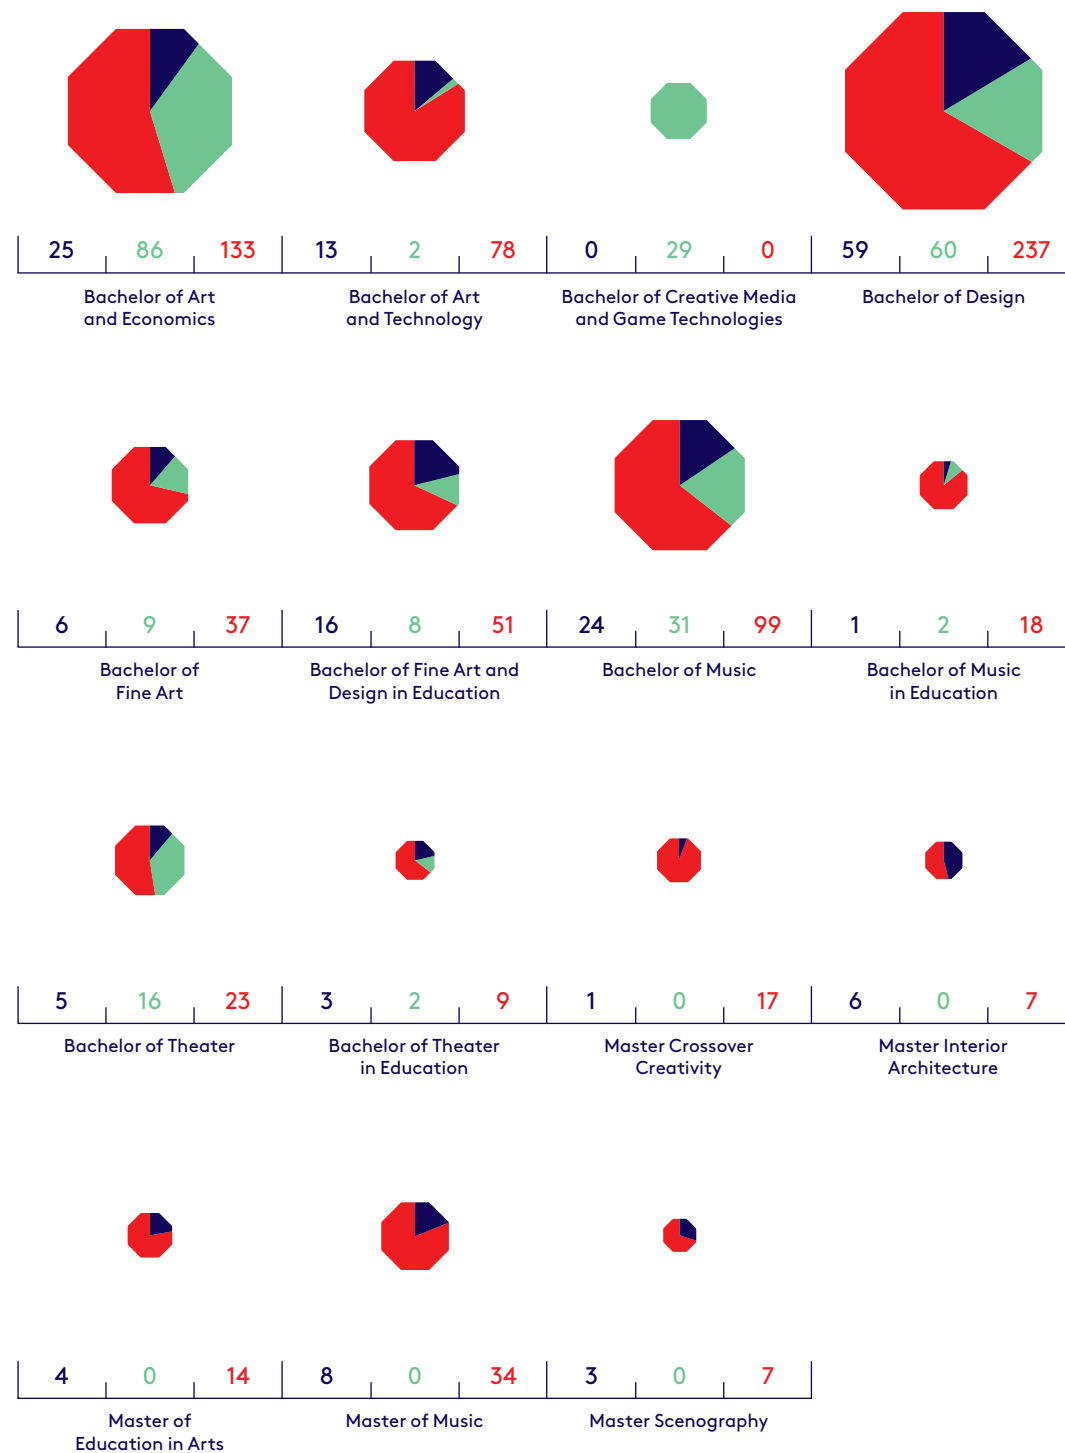 25 86 133 13 2 78 0 29 0 59 60 237
Bachelor of Art
and Economics
Bachelor of Art
and Technology
Bachelor of Creative Media
and Game Technologies
Bachelor of Design
6 9 37 16 8 51 24 31 99 1 2 18
Bachelor of
Fine Art
Bachelor of Fine Art and
Design in Education
Bachelor of Music
Bachelor of Music
in Education
5 16 23 3 2 9 1 0 17 6 0 7
Bachelor of Theater
Bachelor of Theater
in Education
Master Crossover
Creativity
Master Interior
Architecture
4 0 14 8 0 34 3 0 7
Master of
Education in Arts
Master of Music
Master Scenography